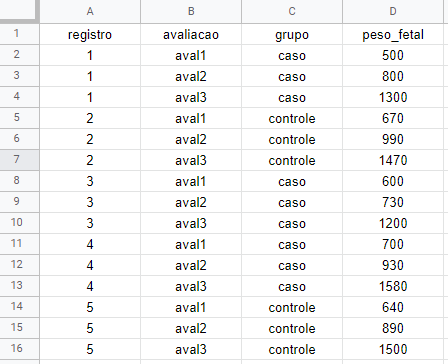 A B C D
1 registro avaliacao grupo peso_fetal
2 1 aval1 caso 500
3 1 aval2 caso 800
4 1 aval3 caso 1300
5 2 aval1 controle 670
6 2 aval2 controle 990
7 2 aval3 controle 1470
8 3 aval1 caso 600
9 3 aval2 caso 730
10 3 aval3 caso 1200
11 4 aval1 caso 700
12 4 aval2 caso 930
13 4 aval3 caso 1580
14 5 aval1 controle 640
15 5 aval2 controle 890
16 5 aval3 controle 1500